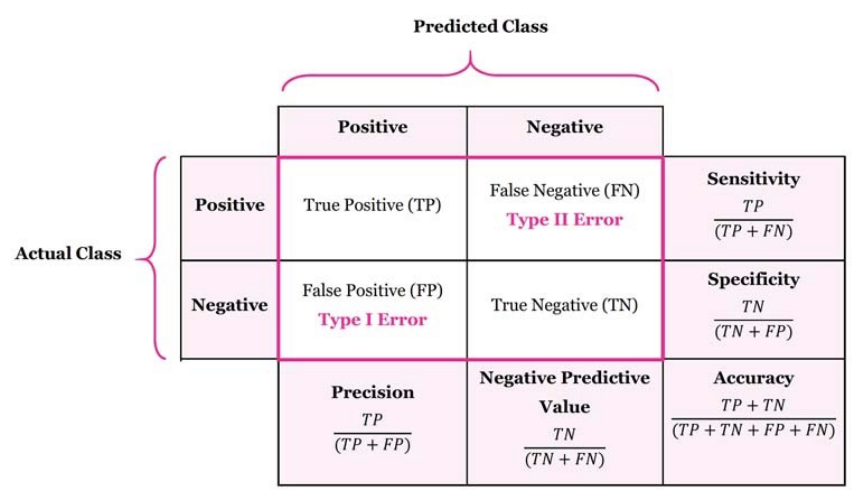 Predicted Class
Positive
Negative
Actual Class
Positive
True Positive (TP)
False Negative (FN)
Type II Error
Sensitivity
TP
(TP + FN)
Negative
False Positive (FP)
Type I Error
True Negative (TN)
Specificity
TN
(TN + FP)
Precision
TP
(TP + FP)
Negative Predictive
Value
TN
(TN + FN)
Accuracy
TP + TN
(TP + TN + FP + FN)